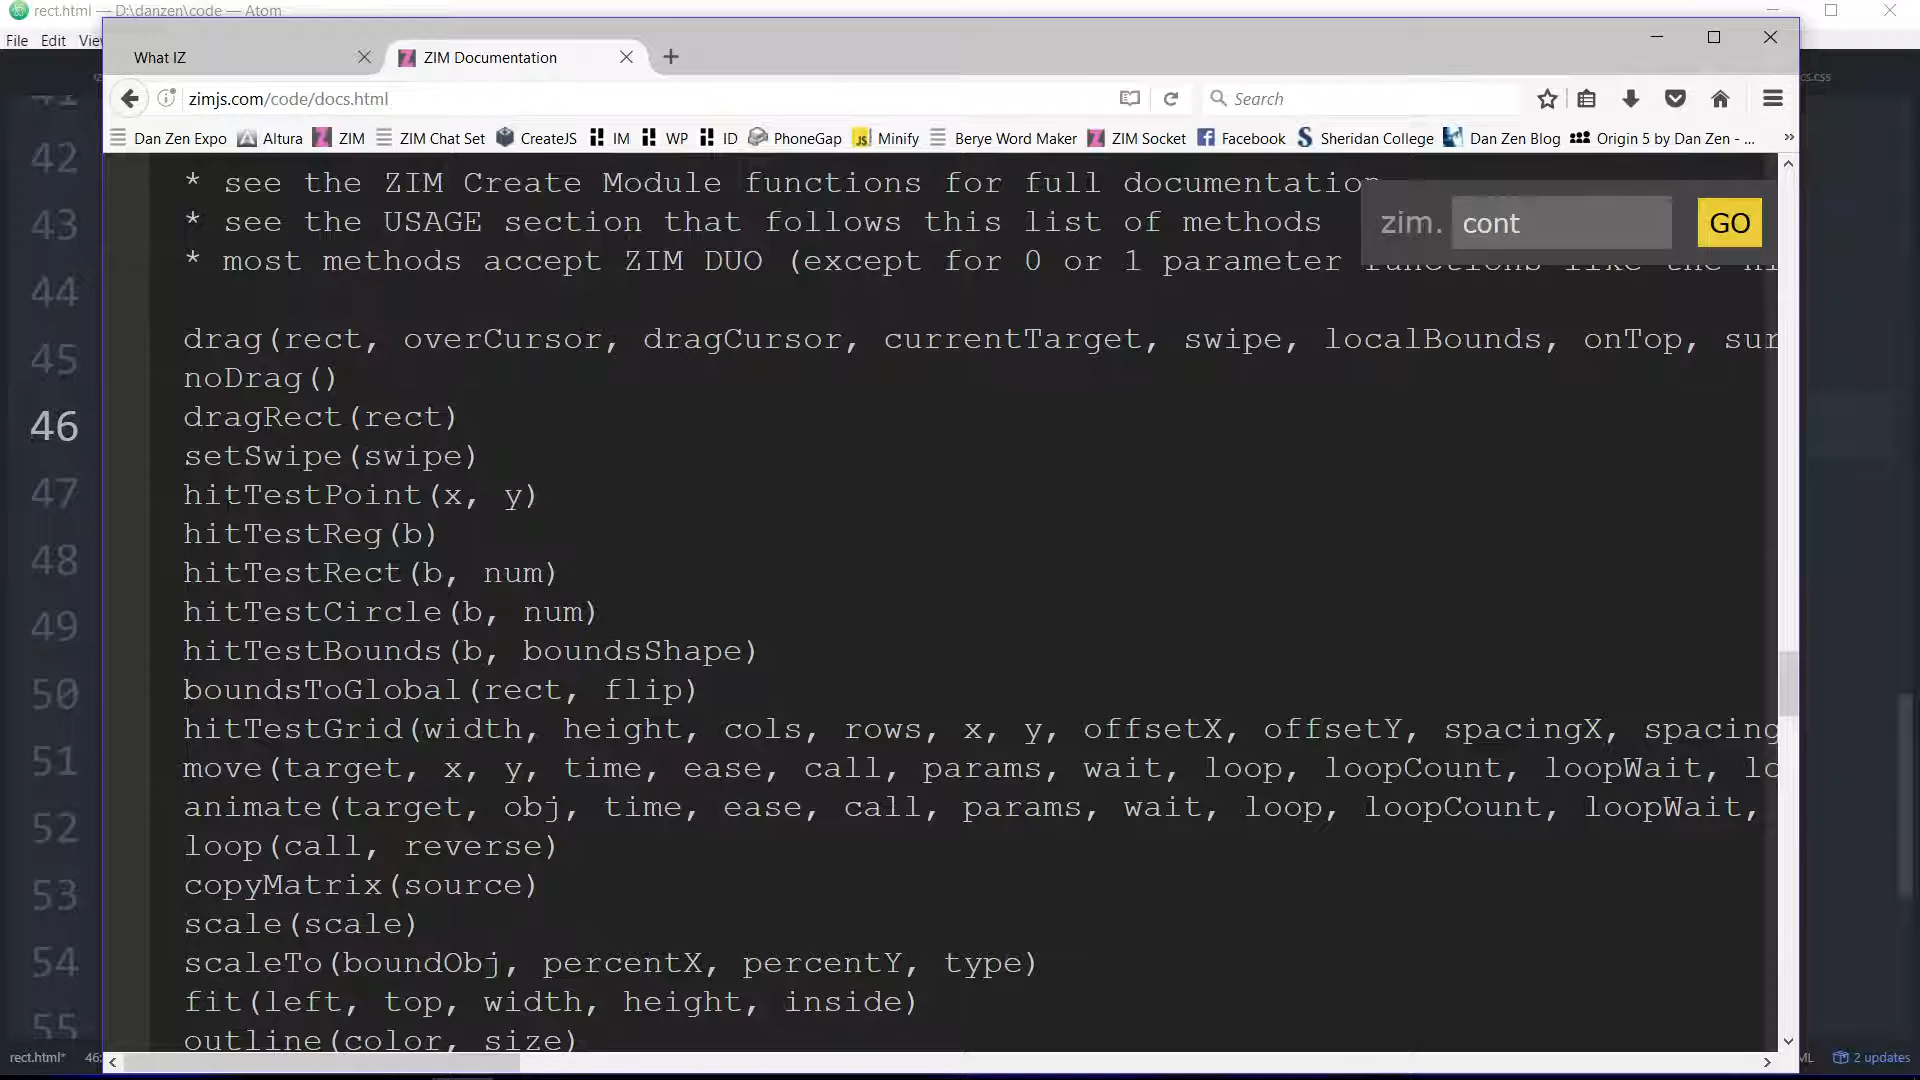 rect.html — D:\danzen\code — Atom
File Edit
What IZ
ZIM Documentation
zimjs.com/code/docs.html
Search
Dan Zen Expo Altura ZIM ZIM Chat Set CreateJS IM WP ID PhoneGap Minify Berye Word Maker ZIM Socket Facebook Sheridan College Dan Zen Blog Origin 5 by Dan Zen - ... »
* see the ZIM Create Module functions for full documentation
* see the USAGE section that follows this list of methods
* most methods accept ZIM DUO (except for 0 or 1 parameter functions like the
zim. cont GO
drag(rect, overCursor, dragCursor, currentTarget, swipe, localBounds, onTop, sur
noDrag()
dragRect(rect)
setSwipe(swipe)
hitTestPoint(x, y)
hitTestReg(b)
hitTestRect(b, num)
hitTestCircle(b, num)
hitTestBounds(b, boundsShape)
boundsToGlobal(rect, flip)
hitTestGrid(width, height, cols, rows, x, y, offsetX, offsetY, spacingX, spacing
move(target, x, y, time, ease, call, params, wait, loop, loopCount, loopWait, lo
animate(target, obj, time, ease, call, params, wait, loop, loopCount, loopWait,
loop(call, reverse)
copyMatrix(source)
scale(scale)
scaleTo(boundObj, percentX, percentY, type)
fit(left, top, width, height, inside)
outline(color, size)
42
43
44
45
46
47
48
49
50
51
52
53
54
55
rect.html* 46:
2 updates